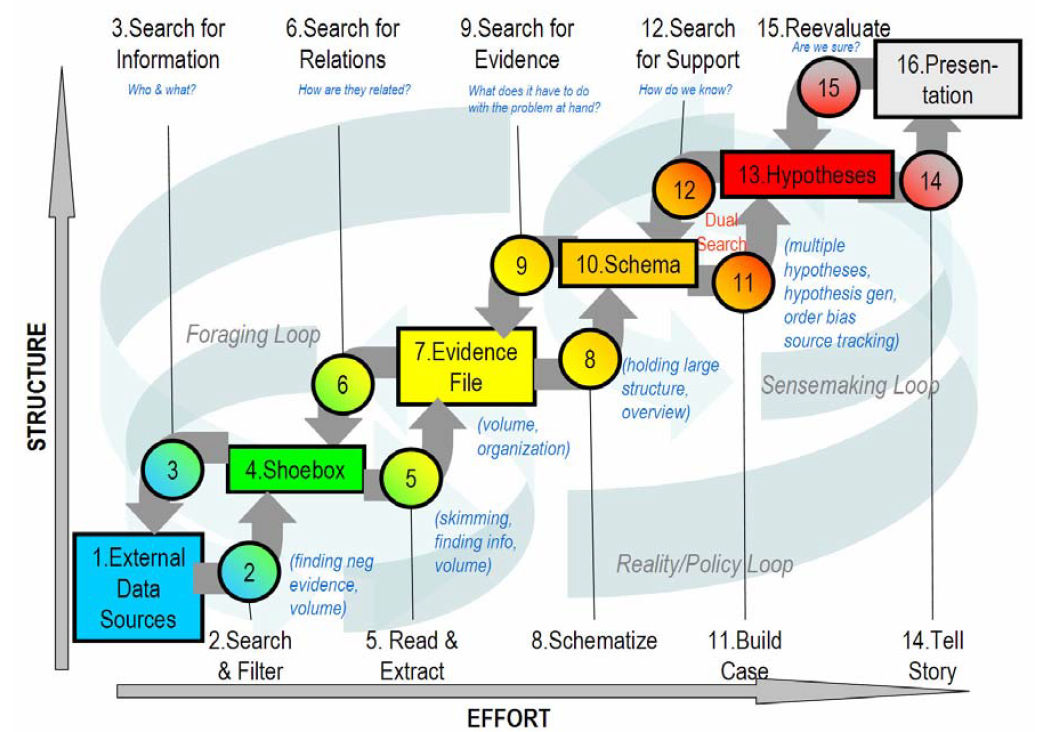 3.Search for
Information
Who & what?
6.Search for
Relations
How are they related?
9.Search for
Evidence
What does it have to do
with the problem at hand?
12.Search
for Support
How do we know?
15.Reevaluate
Are we sure?
16.Presen-
tation
15
13.Hypotheses
14
12
Dual
Search
11
(multiple
hypotheses,
hypothesis gen,
order bias
source tracking)
9
10.Schema
Foraging Loop
7.Evidence
File
8
(holding large
structure,
overview)
Sensemaking Loop
6
(volume,
organization)
3
4.Shoebox
5
(skimming,
finding info,
volume)
1.External
Data
Sources
2
(finding neg
evidence,
volume)
Reality/Policy Loop
2.Search
& Filter
5. Read &
Extract
8.Schematize
11.Build
Case
14.Tell
Story
STRUCTURE
EFFORT